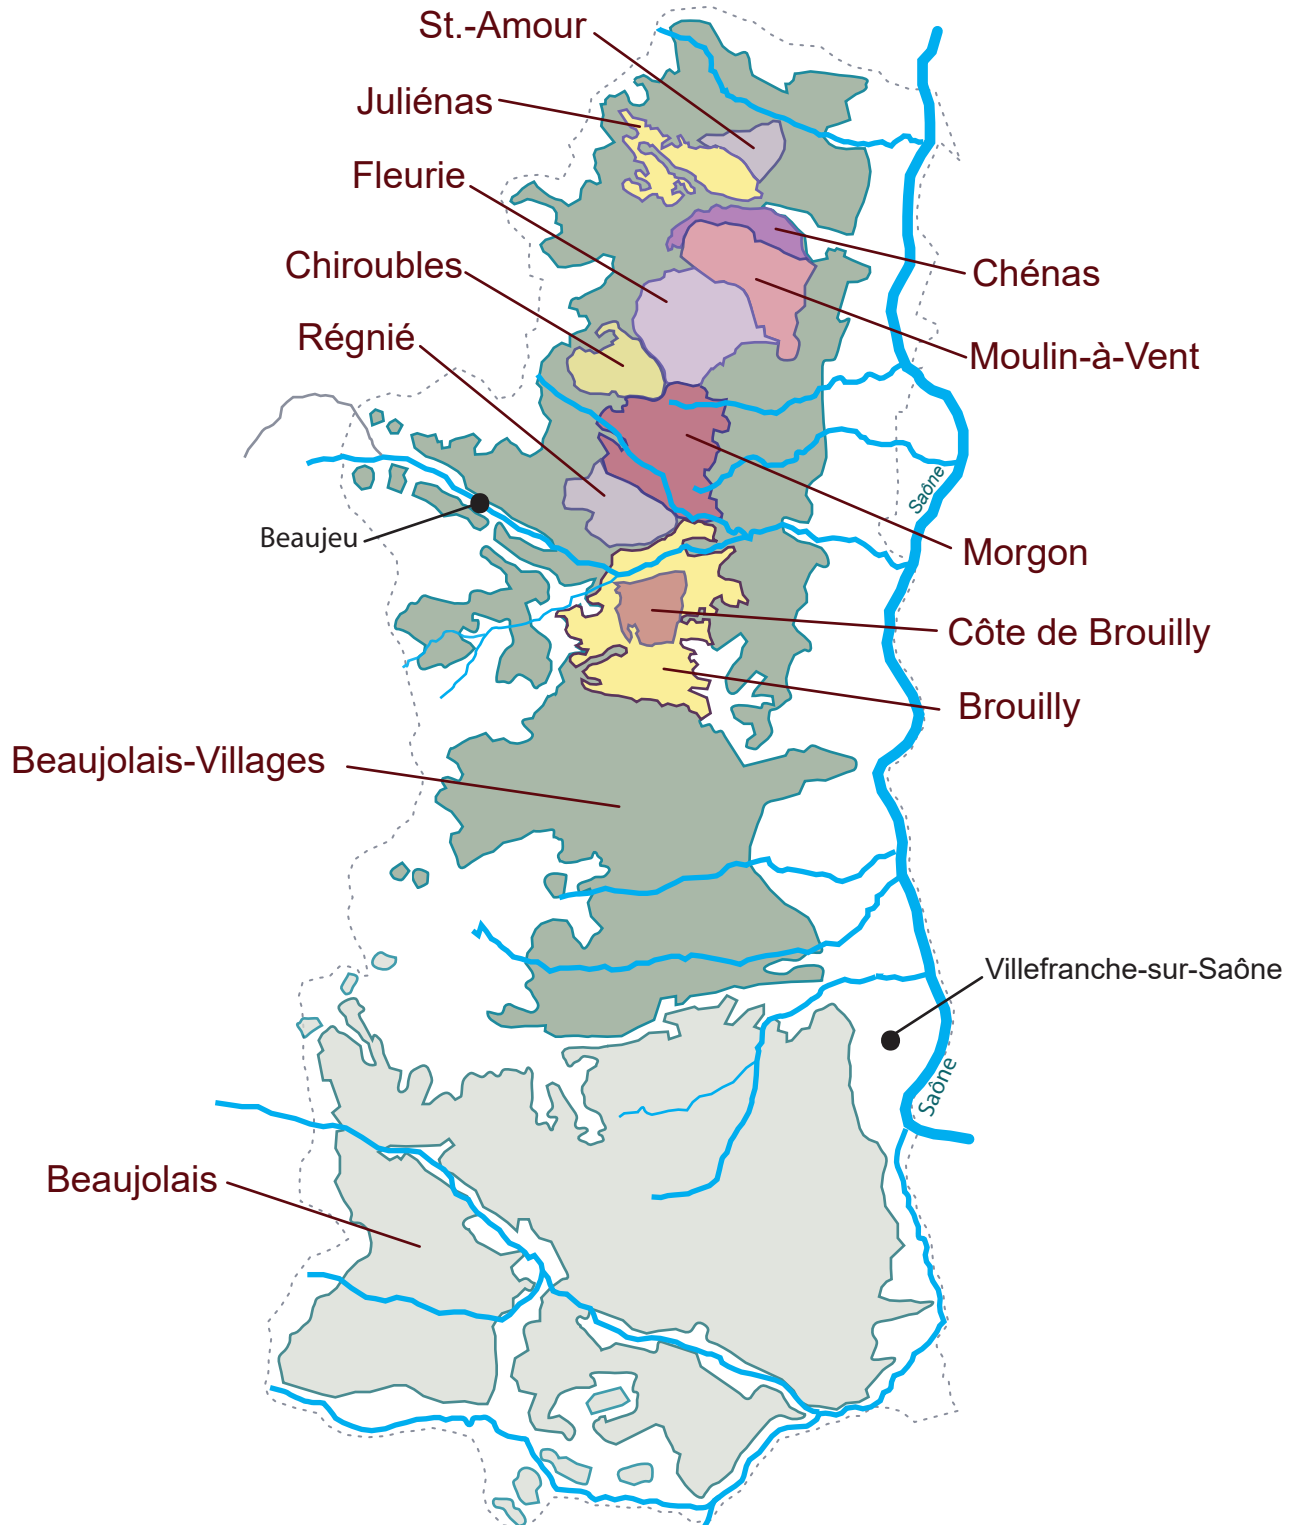 St.-Amour
Juliénas
Fleurie
Chiroubles
Chénas
Régnié
Moulin-à-Vent
Saône
Beaujeu
Morgon
Côte de Brouilly
Brouilly
Beaujolais-Villages
Villefranche-sur-Saône
Saône
Beaujolais